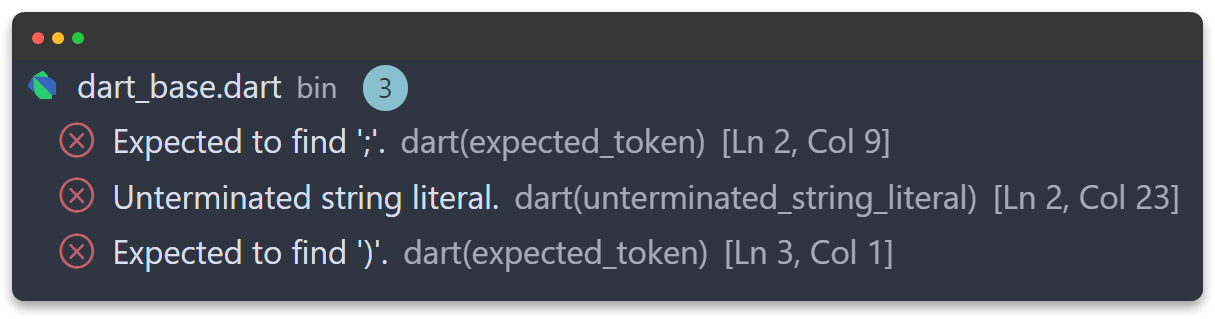 dart_base.dart bin 3
Expected to find ';'. dart(expected_token) [Ln 2, Col 9]
Unterminated string literal. dart(unterminated_string_literal) [Ln 2, Col 23]
Expected to find ')'. dart(expected_token) [Ln 3, Col 1]